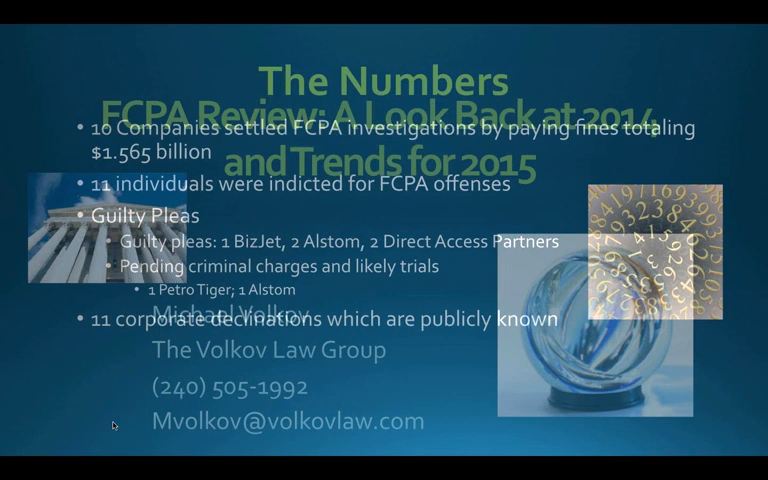 The Numbers
FCPA Review: A Look Back at 2014
and Trends for 2015
• 10 Companies settled FCPA investigations by paying fines totaling
$1.565 billion
• 11 individuals were indicted for FCPA offenses
• Guilty Pleas
• Guilty pleas: 1 BizJet, 2 Alstom, 2 Direct Access Partners
• Pending criminal charges and likely trials
• 1 Petro Tiger; 1 Alstom
• 11 corporate declinations which are publicly known
Michael Volkov
The Volkov Law Group
(240) 505-1992
Mvolkov@volkovlaw.com